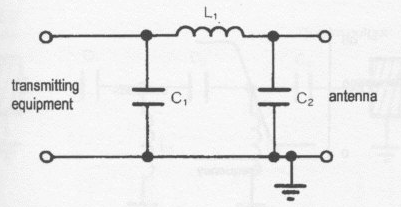 L₁
transmitting
equipment
C₁
C₂
antenna